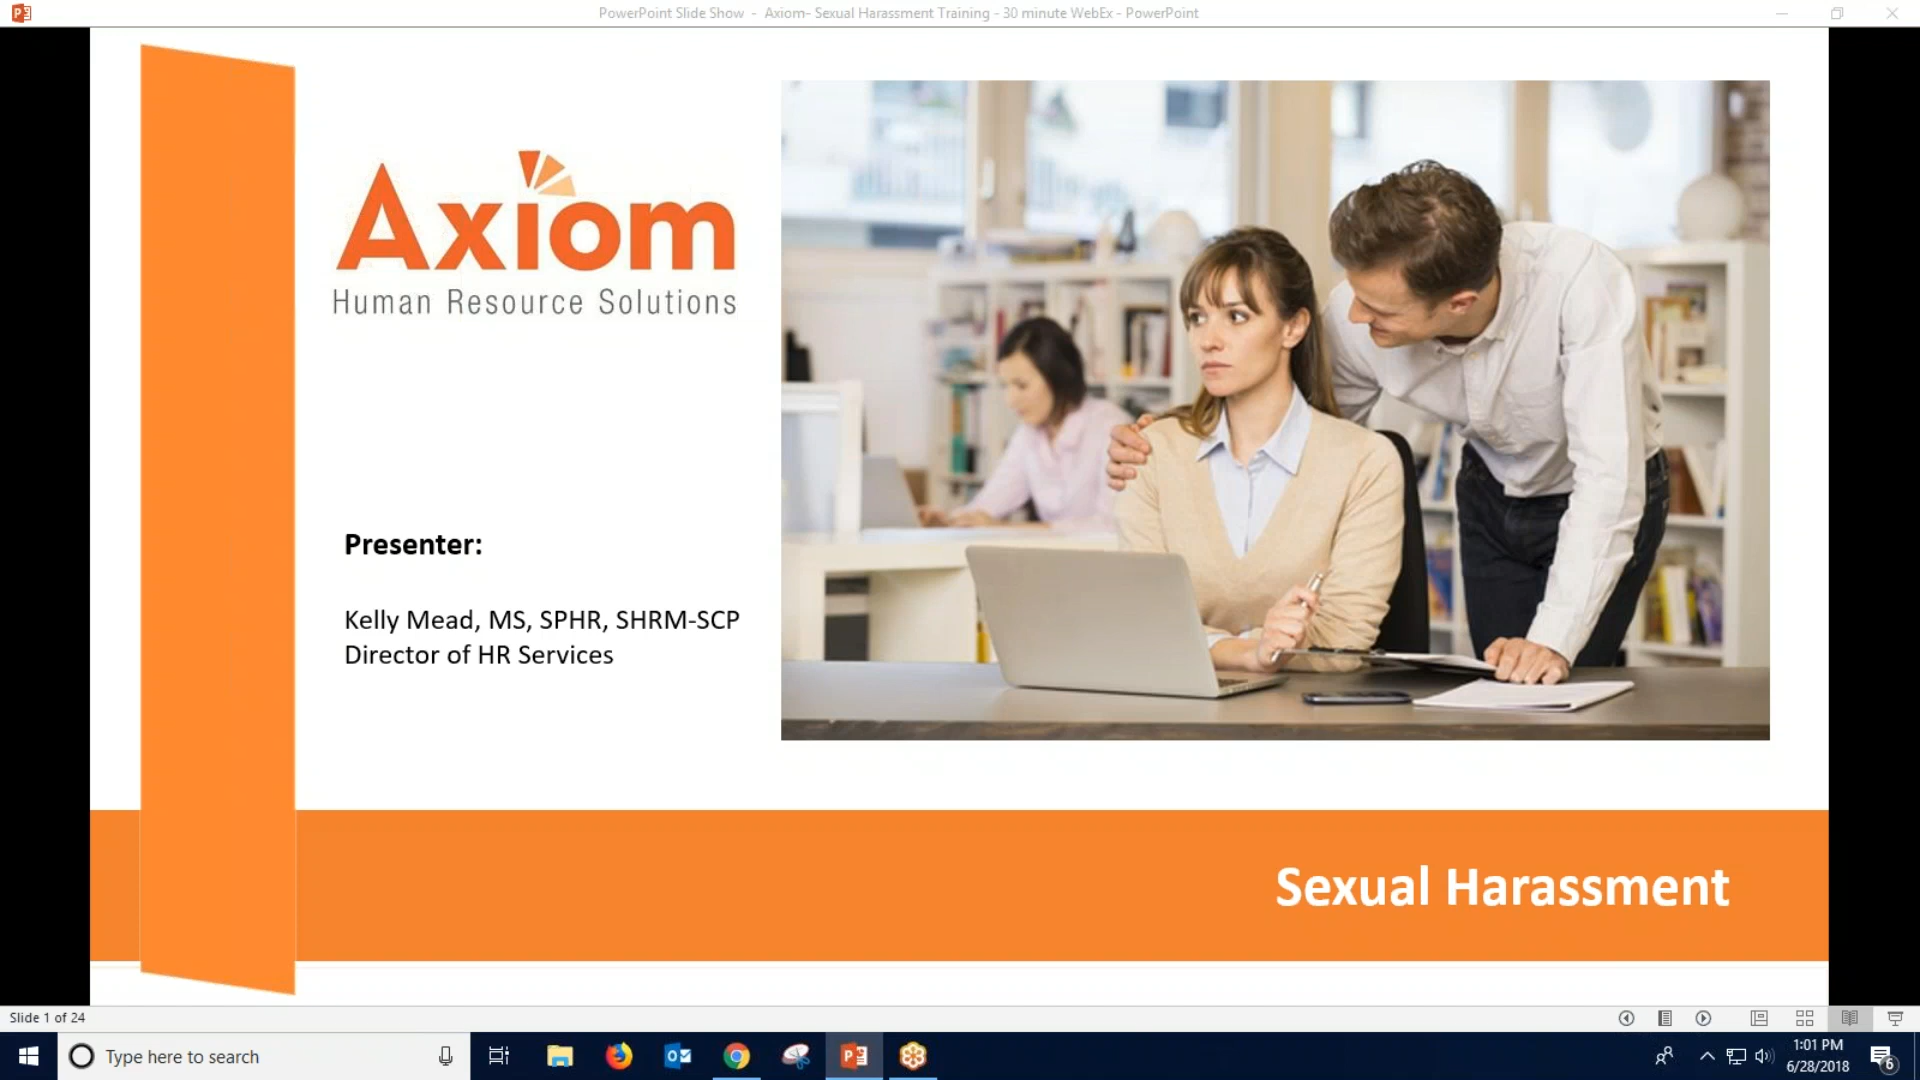 PowerPoint Slide Show - Axiom- Sexual Harassment Training - 30 minute WebEx - PowerPoint
Axiom
Human Resource Solutions
Presenter:
Kelly Mead, MS, SPHR, SHRM-SCP
Director of HR Services
Sexual Harassment
Slide 1 of 24
Type here to search
1:01 PM
6/28/2018
6